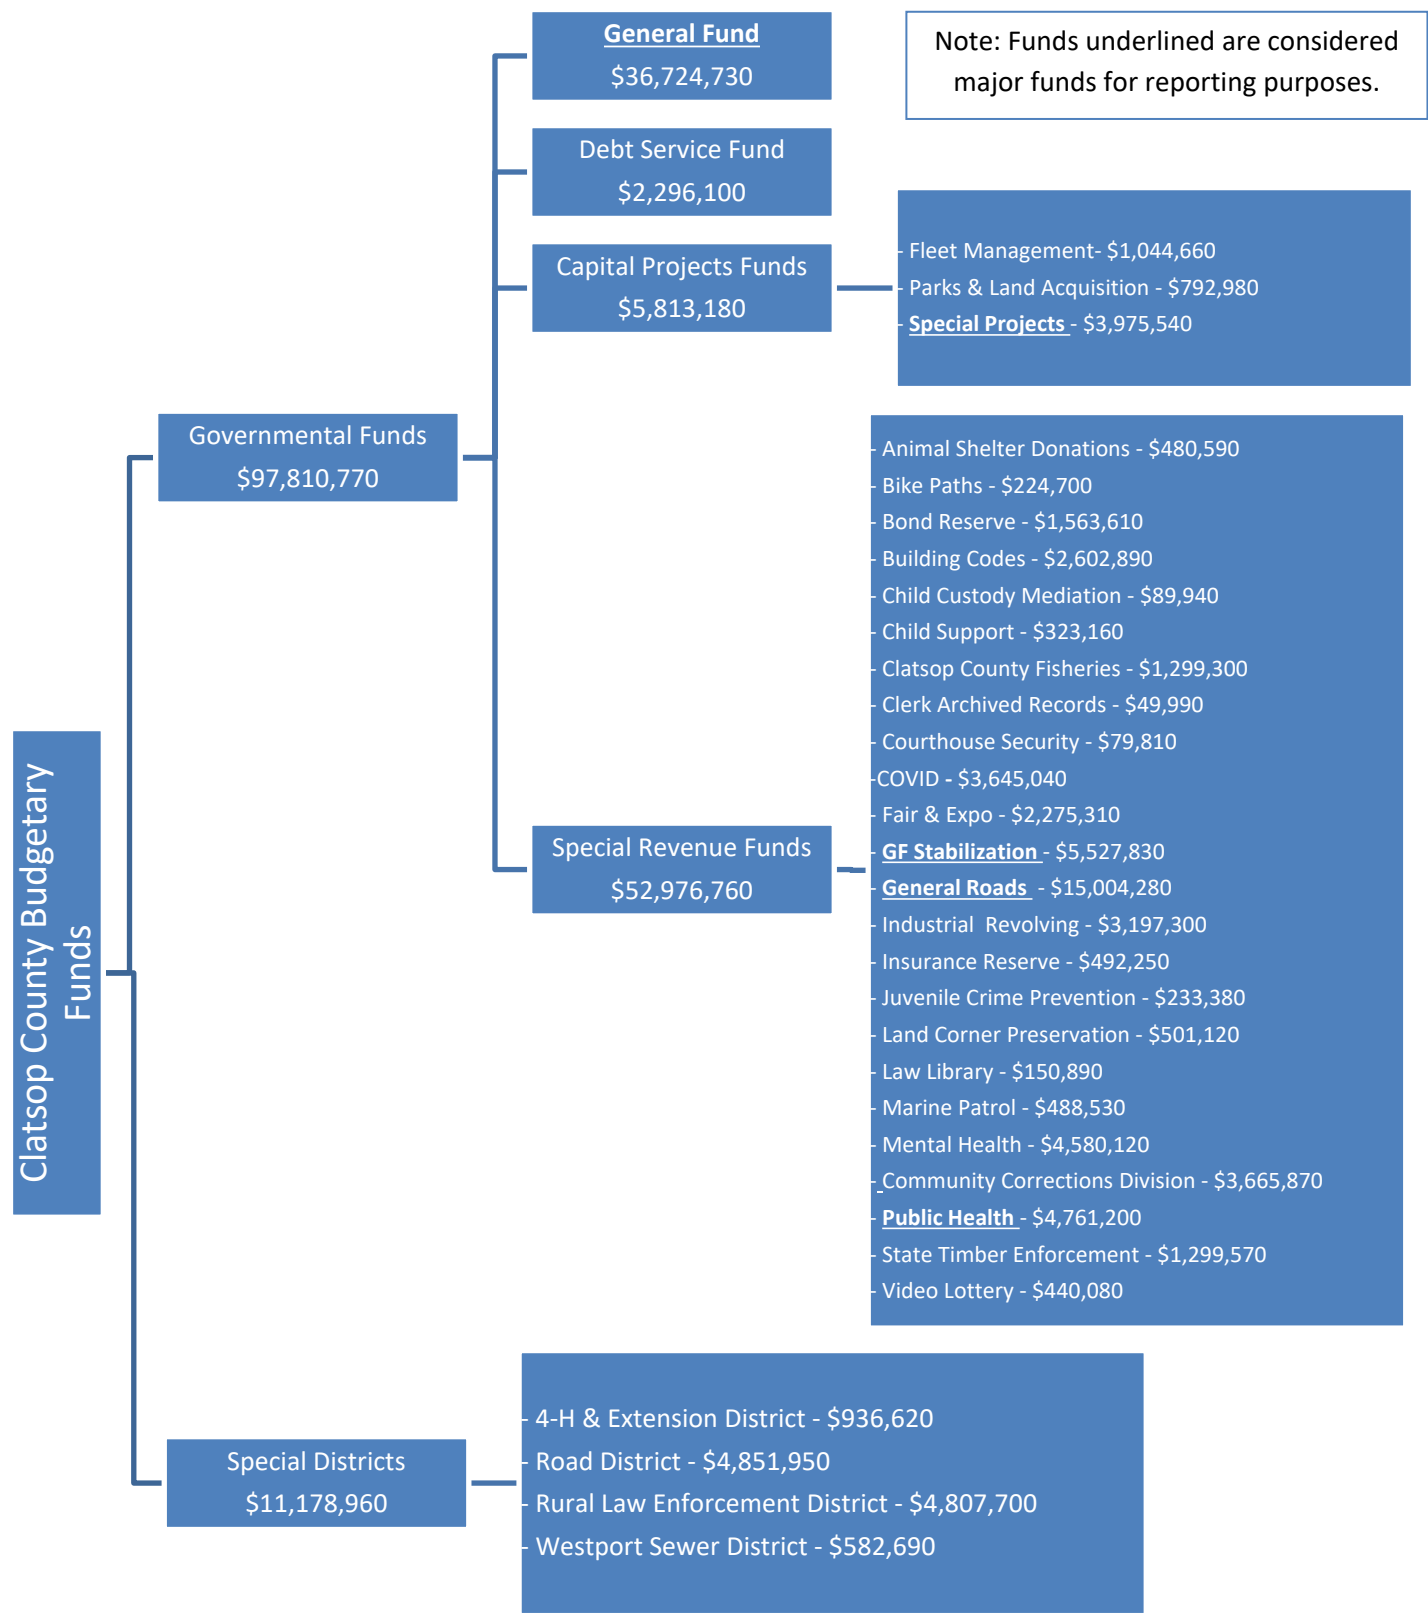 General Fund
$36,724,730
Note: Funds underlined are considered
major funds for reporting purposes.
Debt Service Fund
$2,296,100
Capital Projects Funds
$5,813,180
- Fleet Management- $1,044,660
- Parks & Land Acquisition - $792,980
- Special Projects - $3,975,540
Governmental Funds
$97,810,770
Special Revenue Funds
$52,976,760
- Animal Shelter Donations - $480,590
- Bike Paths - $224,700
- Bond Reserve - $1,563,610
- Building Codes - $2,602,890
- Child Custody Mediation - $89,940
- Child Support - $323,160
- Clatsop County Fisheries - $1,299,300
- Clerk Archived Records - $49,990
- Courthouse Security - $79,810
-COVID - $3,645,040
- Fair & Expo - $2,275,310
- GF Stabilization - $5,527,830
- General Roads - $15,004,280
- Industrial Revolving - $3,197,300
- Insurance Reserve - $492,250
- Juvenile Crime Prevention - $233,380
- Land Corner Preservation - $501,120
- Law Library - $150,890
- Marine Patrol - $488,530
- Mental Health - $4,580,120
- Community Corrections Division - $3,665,870
- Public Health - $4,761,200
- State Timber Enforcement - $1,299,570
- Video Lottery - $440,080
Clatsop County Budgetary
Funds
Special Districts
$11,178,960
- 4-H & Extension District - $936,620
- Road District - $4,851,950
- Rural Law Enforcement District - $4,807,700
- Westport Sewer District - $582,690